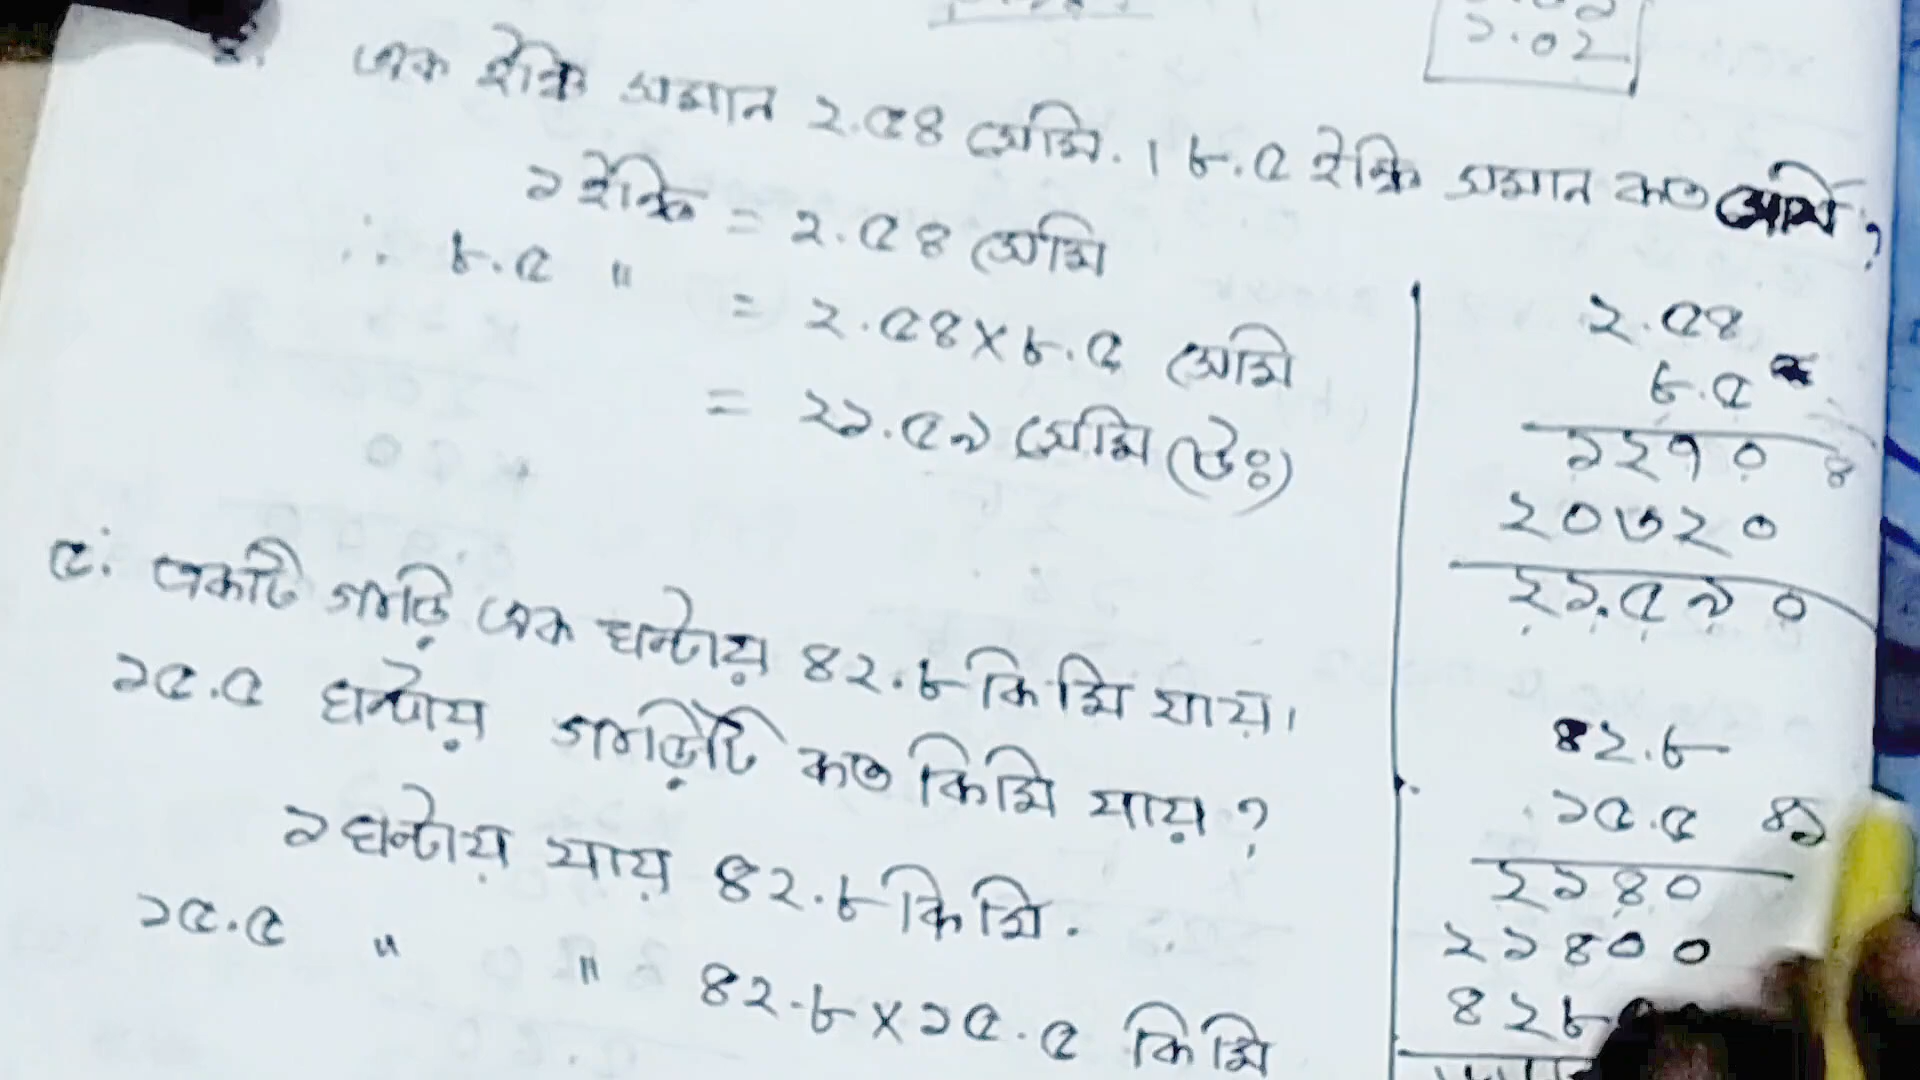 ১.০২
এক ইঞ্চি সমান ২.৫৪ সেমি. । ৮.৫ ইঞ্চি সমান কত সেমি ?
১ ইঞ্চি = ২.৫৪ সেমি
∴ ৮.৫ " = ২.৫৪ X ৮.৫ সেমি
= ২১.৫৯ সেমি (উঃ)
২.৫৪
৮.৫
১২৭০
২০৩২০
২১.৫৯০
৫. একটি গাড়ি এক ঘন্টায় ৪২.৮ কি মি যায়।
১৫.৫ ঘন্টায় গাড়িটি কত কিমি যায় ?
১ ঘন্টায় যায় ৪২.৮ কি মি.
১৫.৫ " " ৪২.৮ X ১৫.৫ কি মি
৪২.৮
১৫.৫ ৪১
২১৪০
২১৪০০
৪২৮